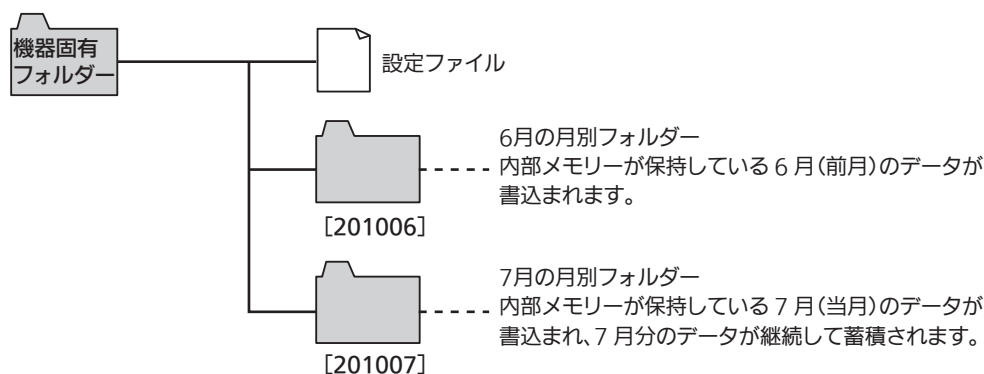 機器固有
フォルダー
設定ファイル
6月の月別フォルダー
内部メモリーが保持している 6 月(前月)のデータが
書込まれます。
[201006]
7月の月別フォルダー
内部メモリーが保持している 7 月(当月)のデータが
書込まれ、7 月分のデータが継続して蓄積されます。
[201007]